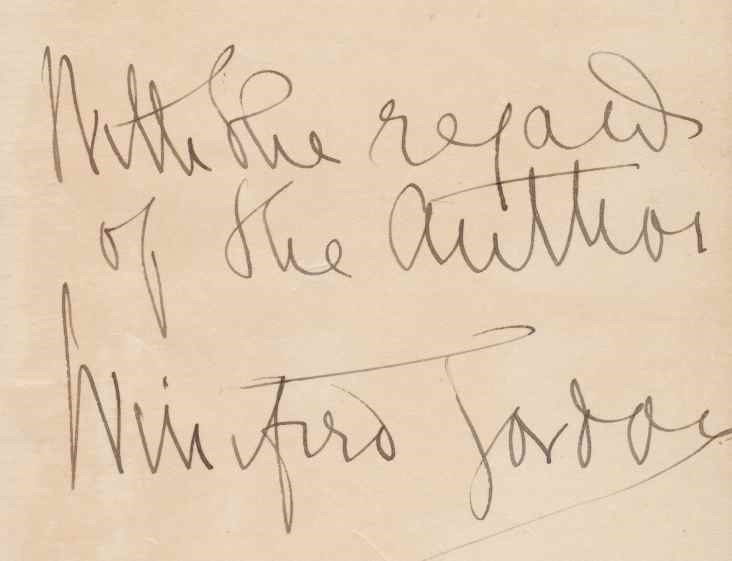 With the regards
of the Author
Winifred Gordon